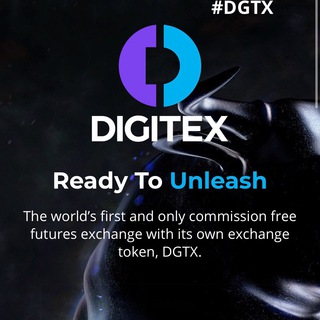 #DGTX
DIGITEX
Ready To Unleash
The world's first and only commission free
futures exchange with its own exchange
token, DGTX.